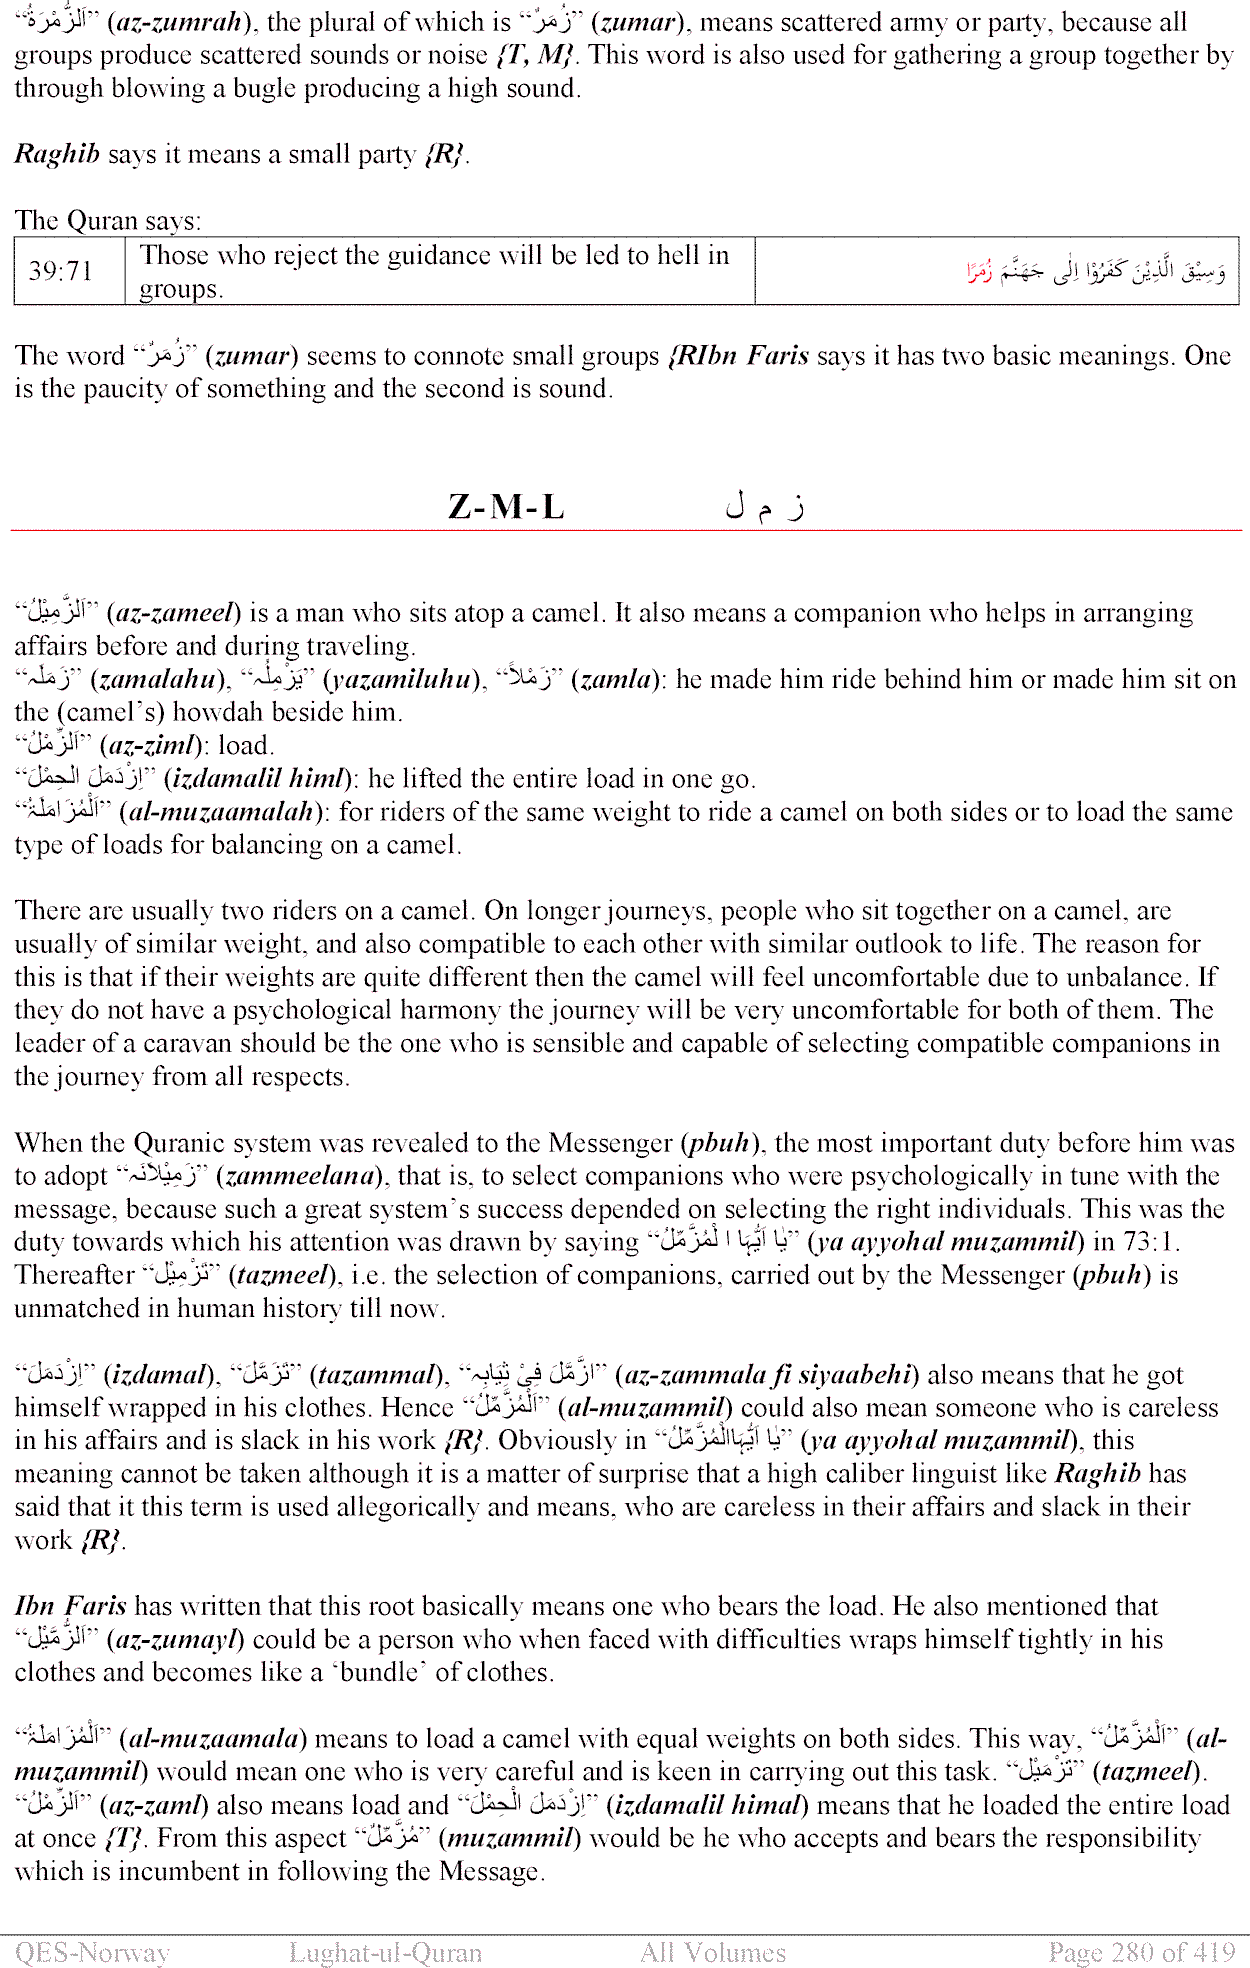 “اَلزُّمْرَةُ” (az-zumrah), the plural of which is “زُمَرٌ” (zumar), means scattered army or party, because all
groups produce scattered sounds or noise {T, M}. This word is also used for gathering a group together by
through blowing a bugle producing a high sound.
Raghib says it means a small party {R}.
The Quran says:
39:71 Those who reject the guidance will be led to hell in
groups.
وَسِيْقَ الَّذِيْنَ كَفَرُوْا اِلٰى جَهَنَّمَ زُمَرًا
The word “زُمَرٌ” (zumar) seems to connote small groups {RIbn Faris says it has two basic meanings. One
is the paucity of something and the second is sound.
Z-M-L ز م ل
“اَلزَّمِيْلُ” (az-zameel) is a man who sits atop a camel. It also means a companion who helps in arranging
affairs before and during traveling.
“زَمَلَہ” (zamalahu), “يَزْمِلُہ” (yazamiluhu), “زَمْلاً” (zamla): he made him ride behind him or made him sit on
the (camel’s) howdah beside him.
“اَلزِّمْلُ” (az-ziml): load.
“اِزْدَمَلَ الْحِمْلَ” (izdamalil himl): he lifted the entire load in one go.
“اَلْمُزَامَلَۃُ” (al-muzaamalah): for riders of the same weight to ride a camel on both sides or to load the same
type of loads for balancing on a camel.
There are usually two riders on a camel. On longer journeys, people who sit together on a camel, are
usually of similar weight, and also compatible to each other with similar outlook to life. The reason for
this is that if their weights are quite different then the camel will feel uncomfortable due to unbalance. If
they do not have a psychological harmony the journey will be very uncomfortable for both of them. The
leader of a caravan should be the one who is sensible and capable of selecting compatible companions in
the journey from all respects.
When the Quranic system was revealed to the Messenger (pbuh), the most important duty before him was
to adopt “زَمِيْلَانَہ” (zammeelana), that is, to select companions who were psychologically in tune with the
message, because such a great system’s success depended on selecting the right individuals. This was the
duty towards which his attention was drawn by saying “يٰا اَيُّہَا ا لْمُزَّمِّلُ” (ya ayyohal muzammil) in 73:1.
Thereafter “تَزْمِيْلٌ” (tazmeel), i.e. the selection of companions, carried out by the Messenger (pbuh) is
unmatched in human history till now.
“اِزْدَمَلَ” (izdamal), “تَزَمَّلَ” (tazammal), “ازَّمَّلَ فِیْ ثِيَابِہٖ” (az-zammala fi siyaabehi) also means that he got
himself wrapped in his clothes. Hence “اَلْمُزَّمِّلُ” (al-muzammil) could also mean someone who is careless
in his affairs and is slack in his work {R}. Obviously in “يٰا اَيُّہَاالْمُزَّمِّلُ” (ya ayyohal muzammil), this
meaning cannot be taken although it is a matter of surprise that a high caliber linguist like Raghib has
said that it this term is used allegorically and means, who are careless in their affairs and slack in their
work {R}.
Ibn Faris has written that this root basically means one who bears the load. He also mentioned that
“اَلزُّمَّيْل” (az-zumayl) could be a person who when faced with difficulties wraps himself tightly in his
clothes and becomes like a ‘bundle’ of clothes.
“اَلْمُزَامَلَۃُ” (al-muzaamala) means to load a camel with equal weights on both sides. This way, “اَلْمُزَّمِّلُ” (al-
muzammil) would mean one who is very careful and is keen in carrying out this task. “تَزْمَيْل” (tazmeel).
“اَلزِّمْلُ” (az-zaml) also means load and “اِزْدَمَلَ الْحِمْلَ” (izdamalil himal) means that he loaded the entire load
at once {T}. From this aspect “مُزَّمِّلٌ” (muzammil) would be he who accepts and bears the responsibility
which is incumbent in following the Message.
QES-Norway Lughat-ul-Quran All Volumes Page 280 of 419